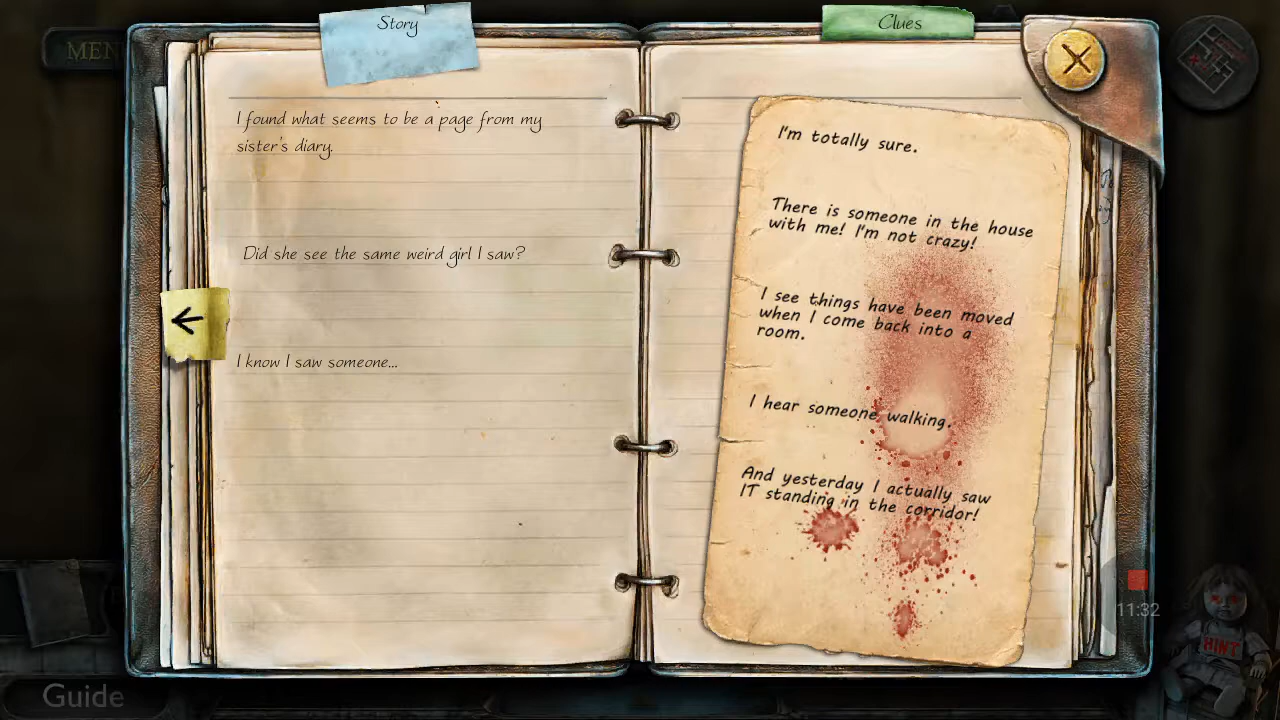 Story
Clues
MEN
I found what seems to be a page from my
sister's diary.
Did she see the same weird girl I saw?
I know I saw someone...
I'm totally sure.
There is someone in the house
with me! I'm not crazy!
I see things have been moved
when I come back into a
room.
I hear someone walking.
And yesterday I actually saw
IT standing in the corridor!
11:32
HINT
Guide